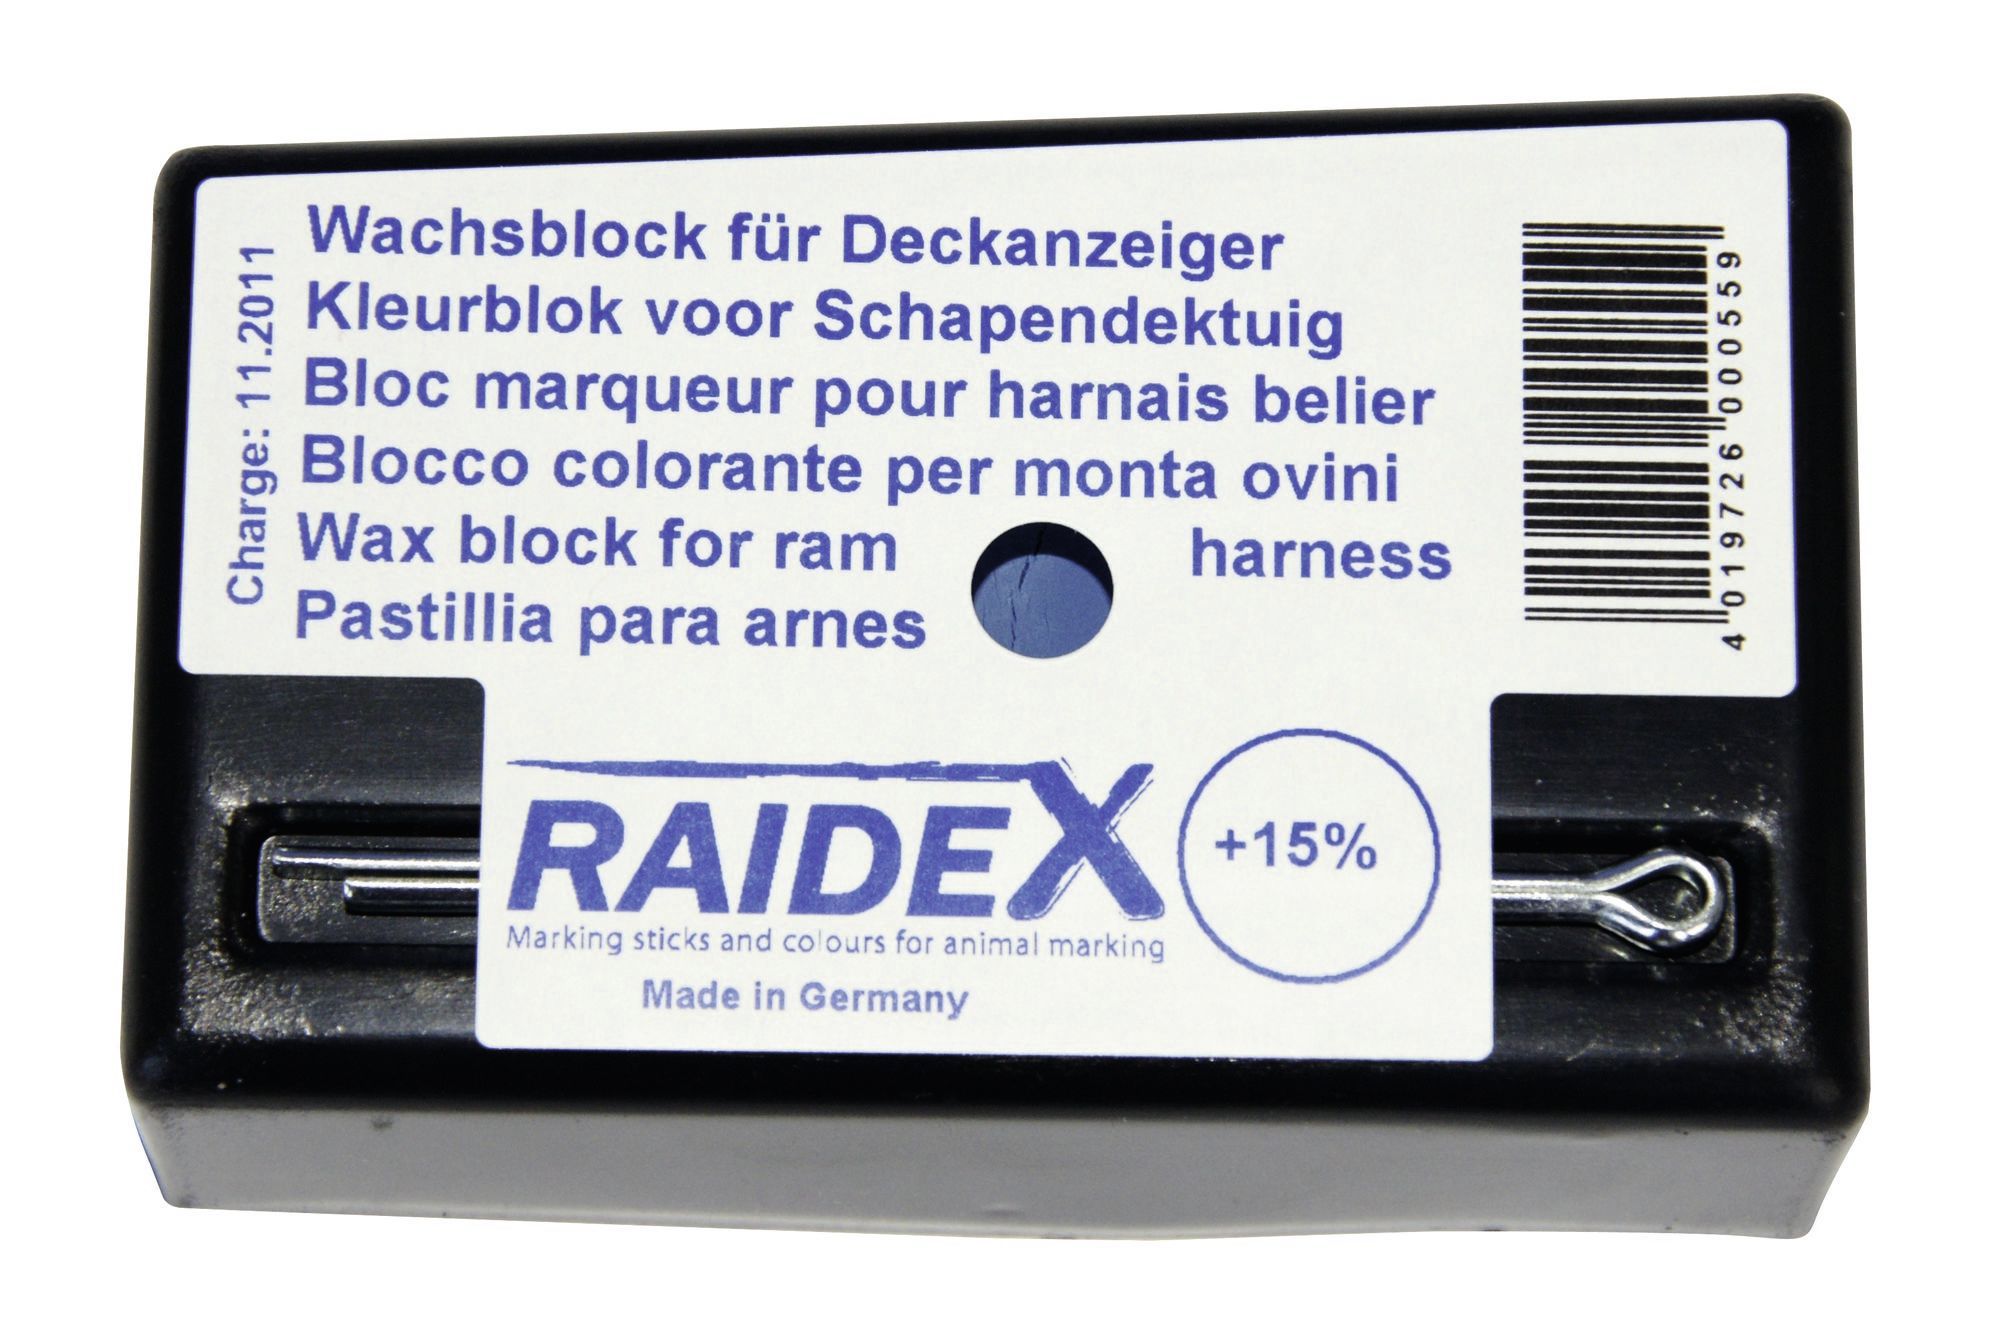 Wachsblock für Deckanzeiger
Kleurblok voor Schapendektuig
Bloc marqueur pour harnais belier
Blocco colorante per monta ovini
Wax block for ram harness
Pastillia para arnes
Charge: 11.2011
4 019726 000559
RAIDEX
Marking sticks and colours for animal marking
Made in Germany
+15%